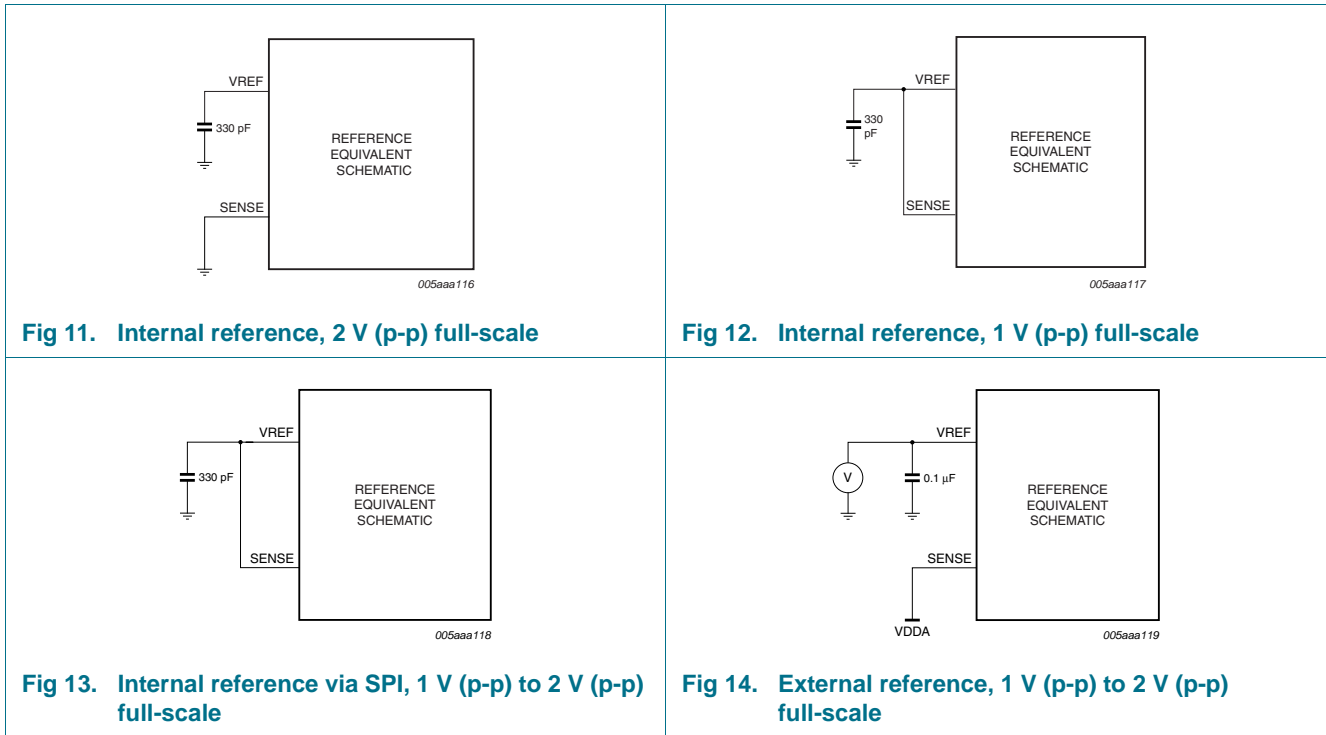 VREF
330 pF
REFERENCE
EQUIVALENT
SCHEMATIC
SENSE
005aaa116
Fig 11. Internal reference, 2 V (p-p) full-scale
VREF
330
pF
REFERENCE
EQUIVALENT
SCHEMATIC
SENSE
005aaa117
Fig 12. Internal reference, 1 V (p-p) full-scale
VREF
330 pF
REFERENCE
EQUIVALENT
SCHEMATIC
SENSE
005aaa118
Fig 13. Internal reference via SPI, 1 V (p-p) to 2 V (p-p)
full-scale
VREF
V
0.1 μF
REFERENCE
EQUIVALENT
SCHEMATIC
SENSE
VDDA
005aaa119
Fig 14. External reference, 1 V (p-p) to 2 V (p-p)
full-scale